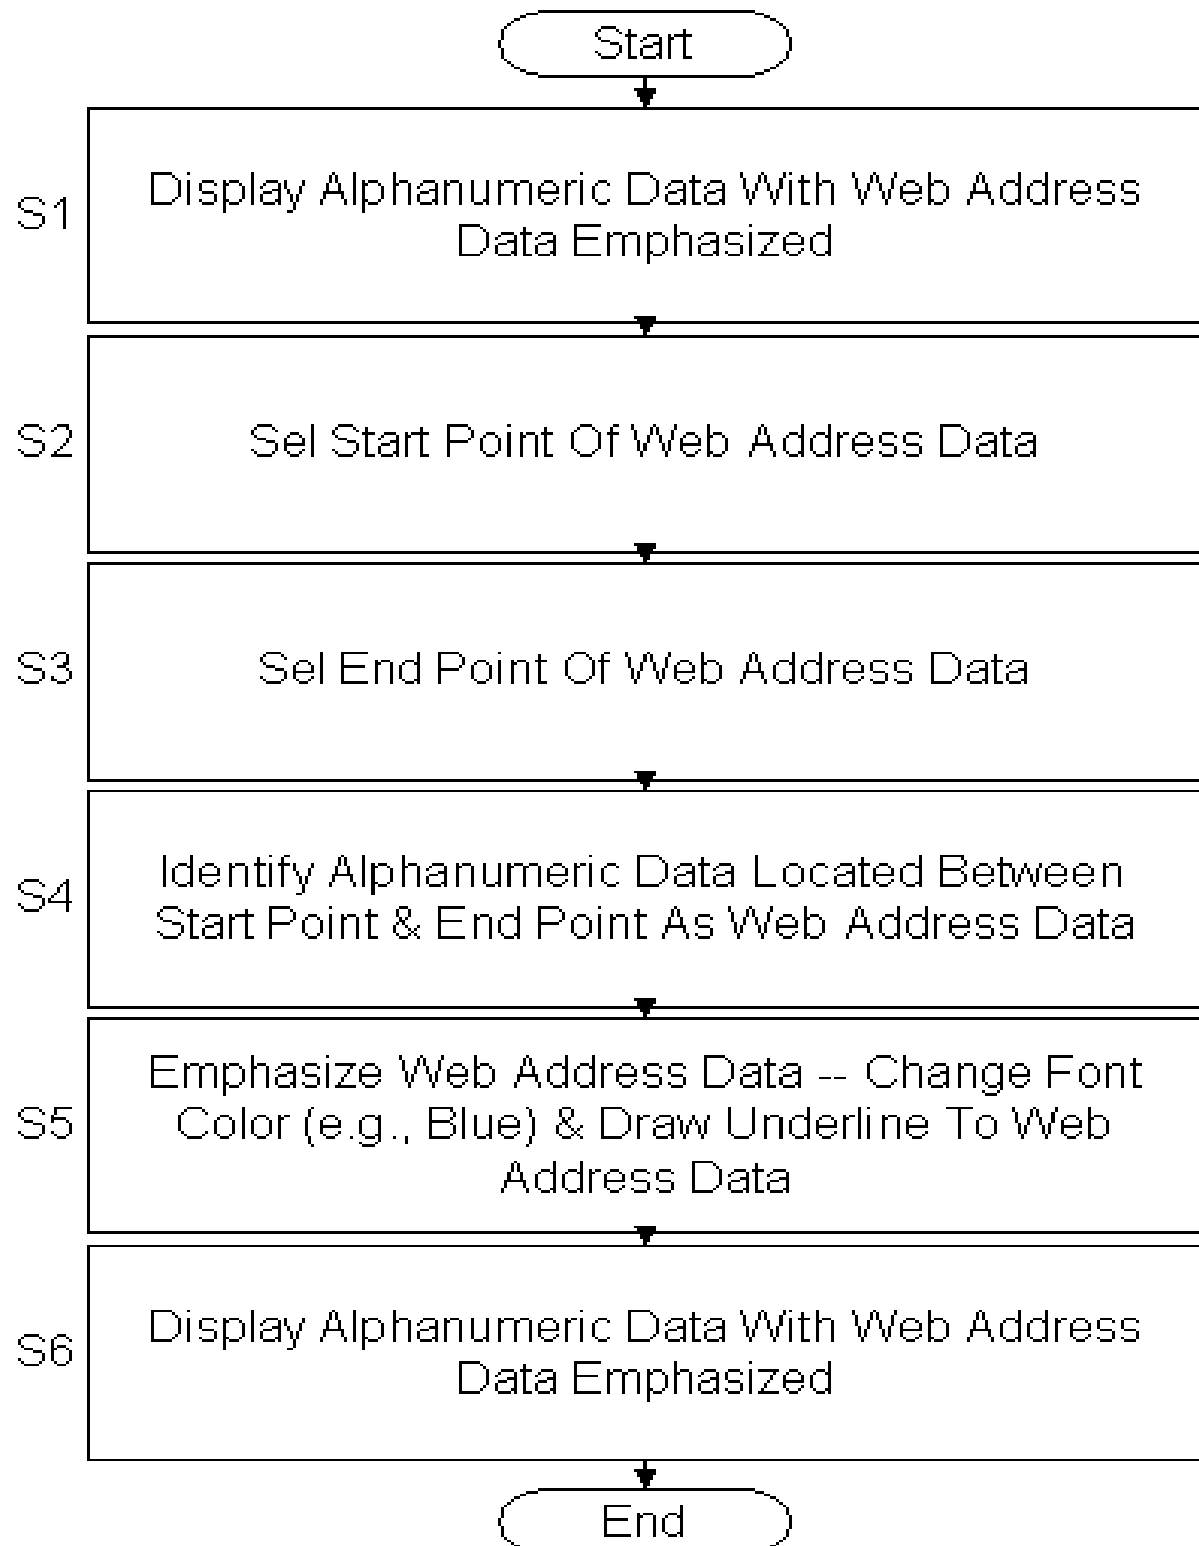 Start
S1
Display Alphanumeric Data With Web Address
Data Emphasized
S2
Sel Start Point Of Web Address Data
S3
Sel End Point Of Web Address Data
S4
Identify Alphanumeric Data Located Between
Start Point & End Point As Web Address Data
S5
Emphasize Web Address Data -- Change Font
Color (e.g., Blue) & Draw Underline To Web
Address Data
S6
Display Alphanumeric Data With Web Address
Data Emphasized
End